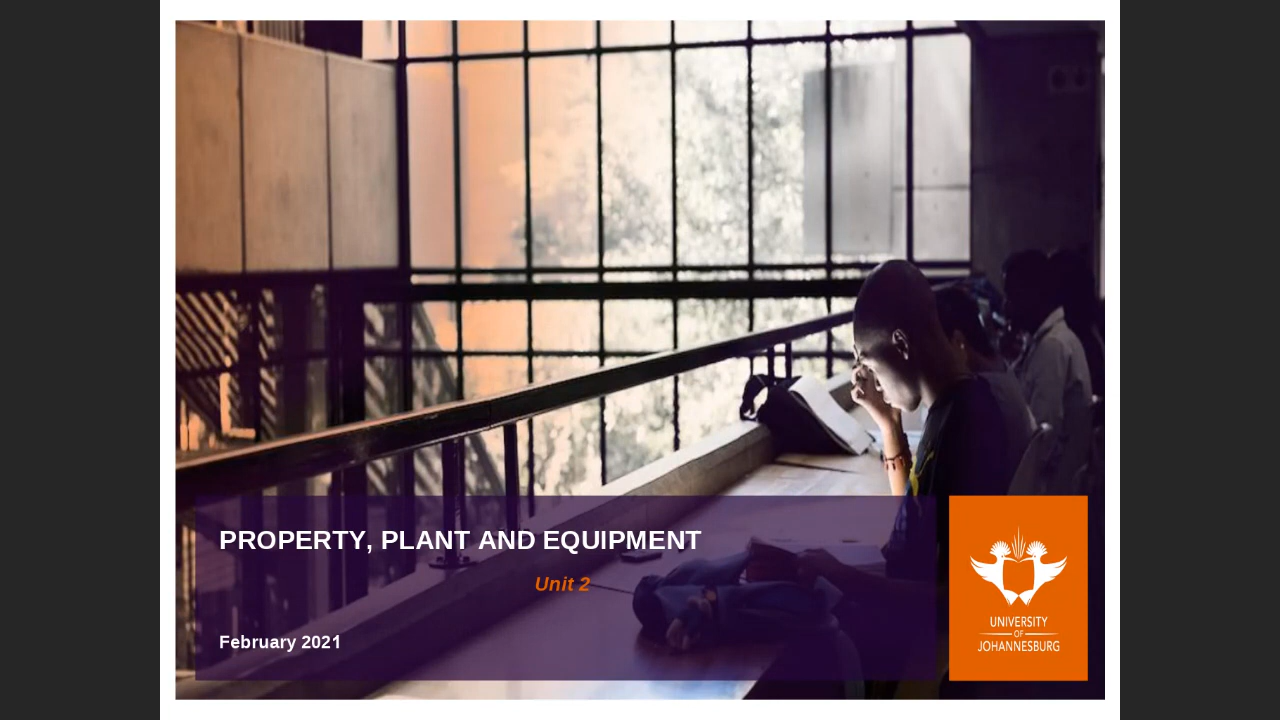 PROPERTY, PLANT AND EQUIPMENT
Unit 2
February 2021
UNIVERSITY
OF
JOHANNESBURG